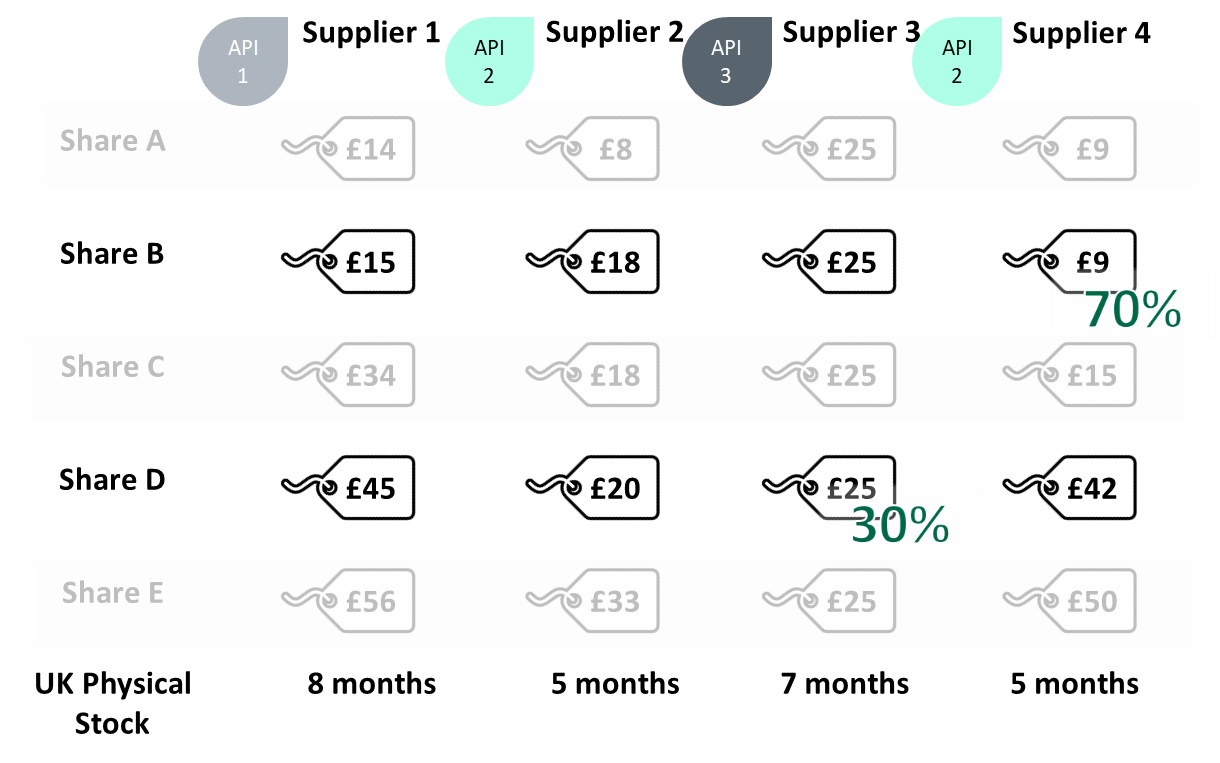 API 1 Supplier 1 API 2 Supplier 2 API 3 Supplier 3 API 2 Supplier 4
Share A £14 £8 £25 £9
Share B £15 £18 £25 £9
70%
Share C £34 £18 £25 £15
Share D £45 £20 £25 £42
30%
Share E £56 £33 £25 £50
UK Physical Stock 8 months 5 months 7 months 5 months